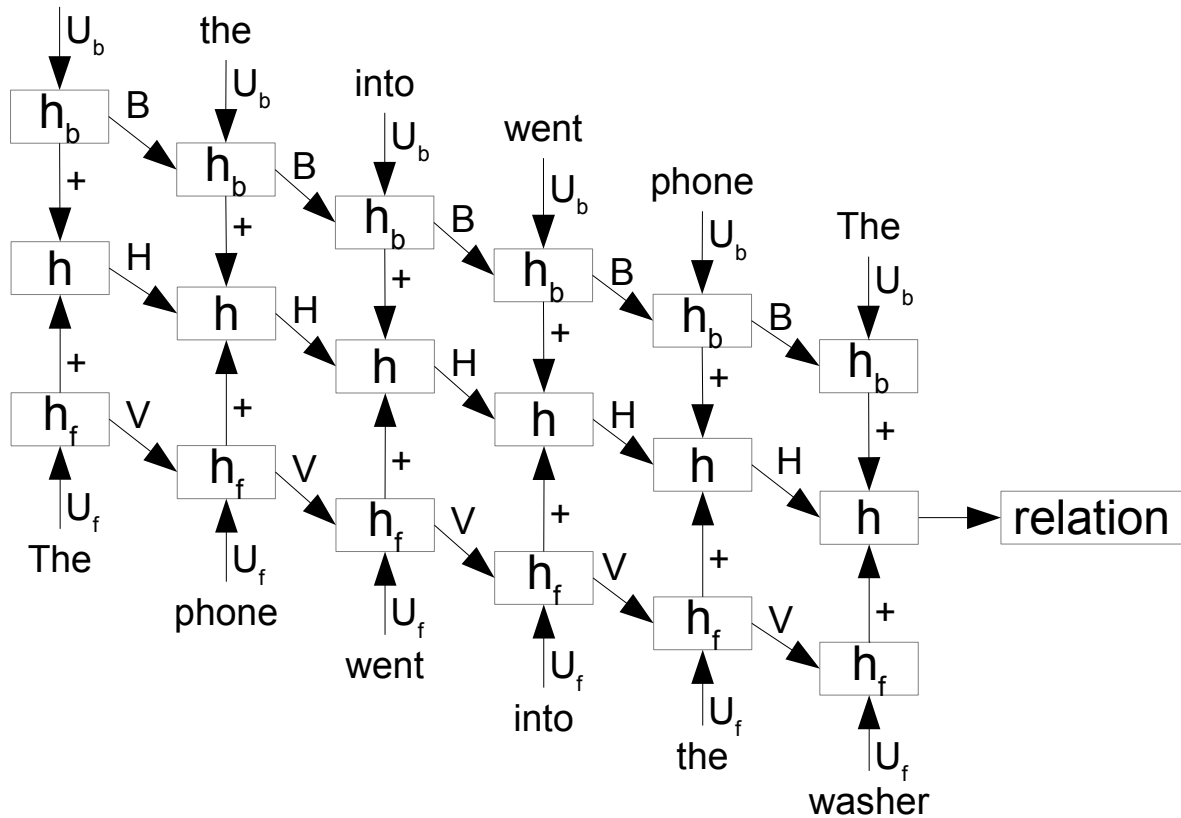 U_b
the
h_b
B
U_b
into
+
h_b
B
U_b
went
h
H
+
h_b
B
U_b
phone
+
h
H
+
h_b
B
U_b
The
h_f
V
+
h
H
+
h_b
B
U_b
U_f
The
h_f
V
+
h
H
+
h_b
U_f
phone
h_f
V
+
h
H
+
U_f
went
h_f
V
+
h
relation
U_f
into
h_f
V
+
U_f
the
h_f
U_f
washer